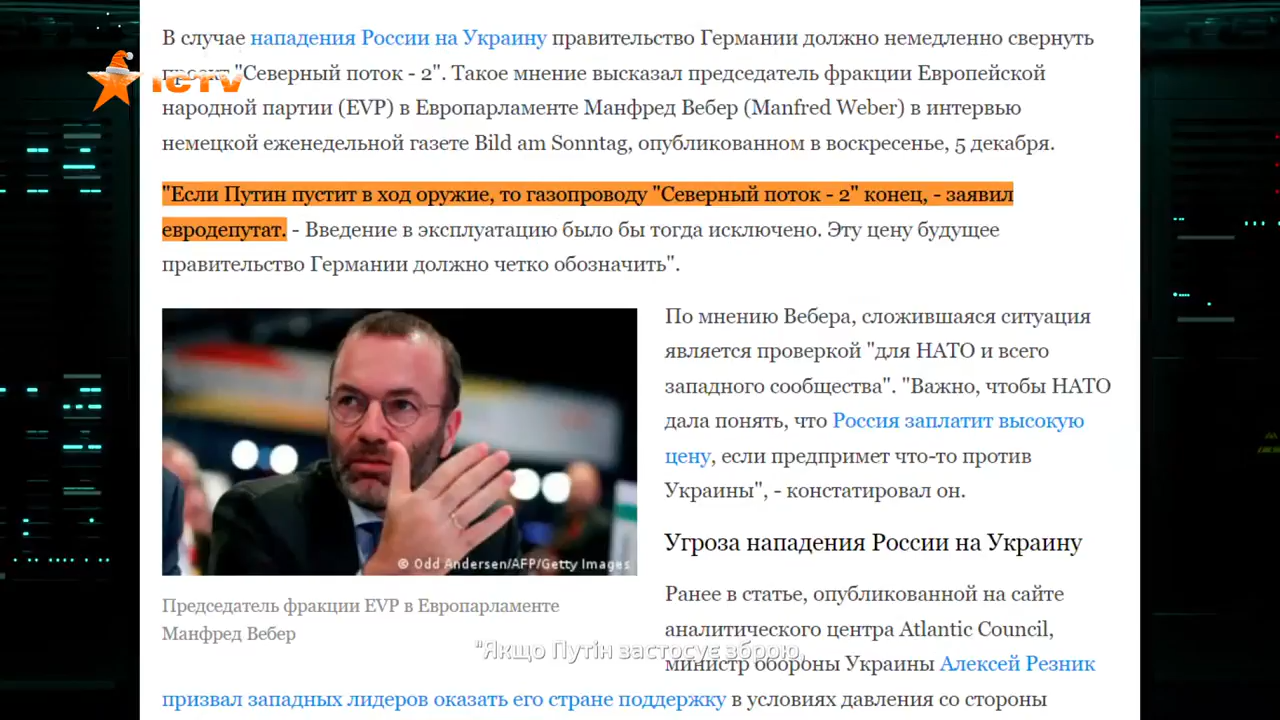 В случае нападения России на Украину правительство Германии должно немедленно свернуть
проект "Северный поток - 2". Такое мнение высказал председатель фракции Европейской
народной партии (EVP) в Европарламенте Манфред Вебер (Manfred Weber) в интервью
немецкой еженедельной газете Bild am Sonntag, опубликованном в воскресенье, 5 декабря.
ICTV
"Если Путин пустит в ход оружие, то газопроводу "Северный поток - 2" конец, - заявил
евродепутат. - Введение в эксплуатацию было бы тогда исключено. Эту цену будущее
правительство Германии должно четко обозначить".
По мнению Вебера, сложившаяся ситуация
является проверкой "для НАТО и всего
западного сообщества". "Важно, чтобы НАТО
дала понять, что Россия заплатит высокую
цену, если предпримет что-то против
Украины", - констатировал он.
© Odd Andersen/AFP/Getty Images
Председатель фракции EVP в Европарламенте
Манфред Вебер
Угроза нападения России на Украину
Ранее в статье, опубликованной на сайте
аналитического центра Atlantic Council,
министр обороны Украины Алексей Резник
призвал западных лидеров оказать его стране поддержку в условиях давления со стороны
"Якщо Путін застосує зброю,